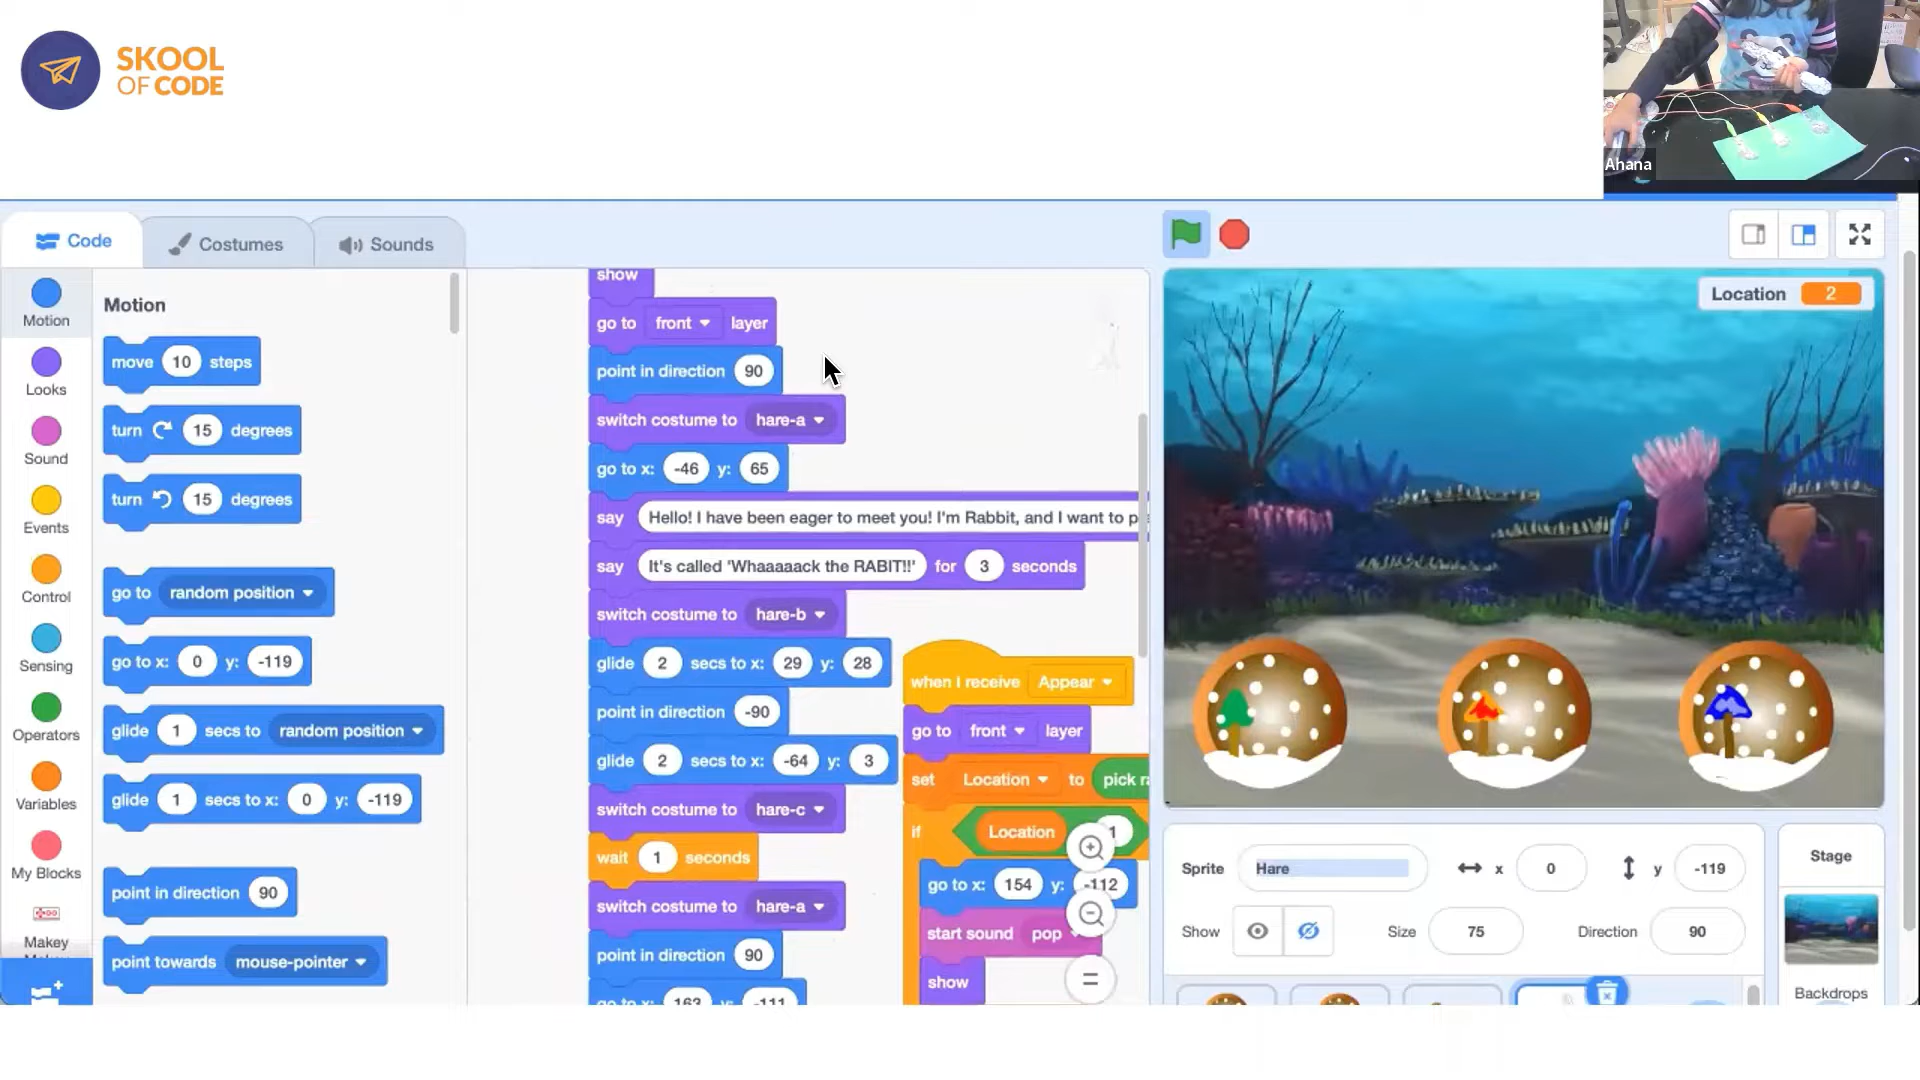 SKOOL
OF CODE
Ahana
Code
Costumes
Sounds
Motion
Looks
Sound
Events
Control
Sensing
Operators
Variables
My Blocks
Makey
Motion
move 10 steps
turn 15 degrees
turn 15 degrees
go to random position
go to x: 0 y: -119
glide 1 secs to random position
glide 1 secs to x: 0 y: -119
point in direction 90
point towards mouse-pointer
show
go to front layer
point in direction 90
switch costume to hare-a
go to x: -46 y: 65
say Hello! I have been eager to meet you! I'm Rabbit, and I want to
say It's called 'Whaaaaack the RABIT!!' for 3 seconds
switch costume to hare-b
glide 2 secs to x: 29 y: 28
point in direction -90
glide 2 secs to x: -64 y: 3
switch costume to hare-c
wait 1 seconds
switch costume to hare-a
point in direction 90
go to x: 163 y: -111
when I receive Appear
go to front layer
set Location to pick
if Location 1
go to x: 154 y: -112
start sound pop
show
Location 2
Sprite Hare x 0 y -119
Show Size 75 Direction 90
Stage
Backdrops